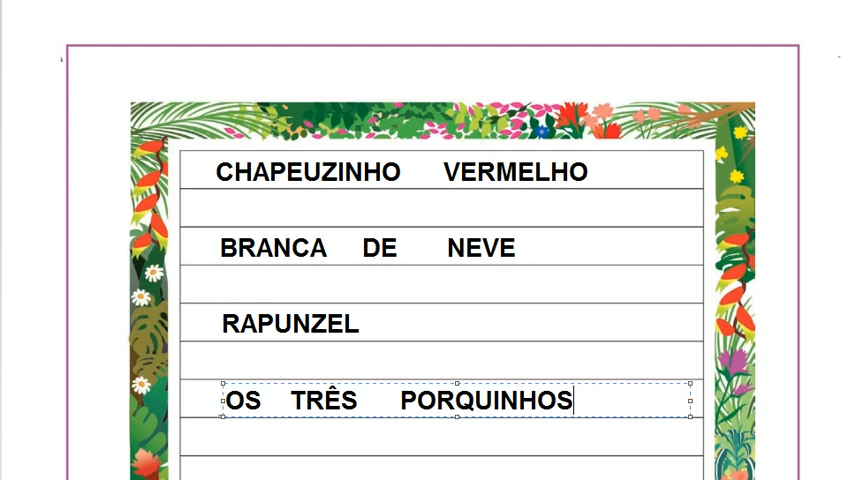 CHAPEUZINHO VERMELHO
BRANCA DE NEVE
RAPUNZEL
OS TRÊS PORQUINHOS